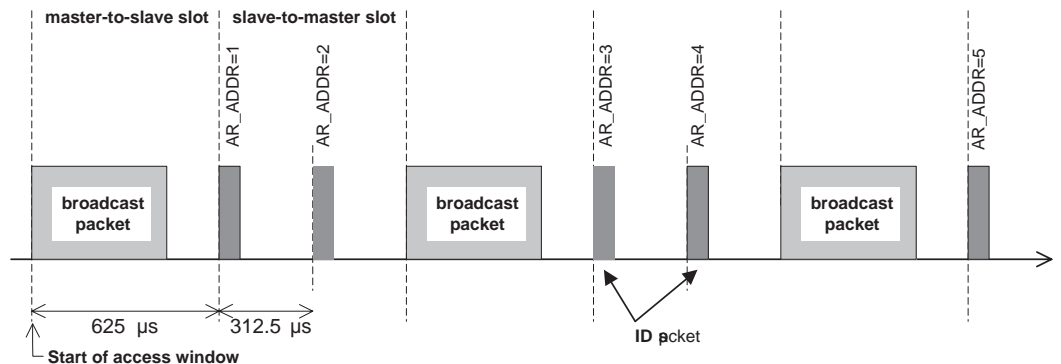 master-to-slave slot
slave-to-master slot
AR_ADDR=1
AR_ADDR=2
AR_ADDR=3
AR_ADDR=4
AR_ADDR=5
broadcast
packet
broadcast
packet
broadcast
packet
625 µs
312.5 µs
ID packet
Start of access window